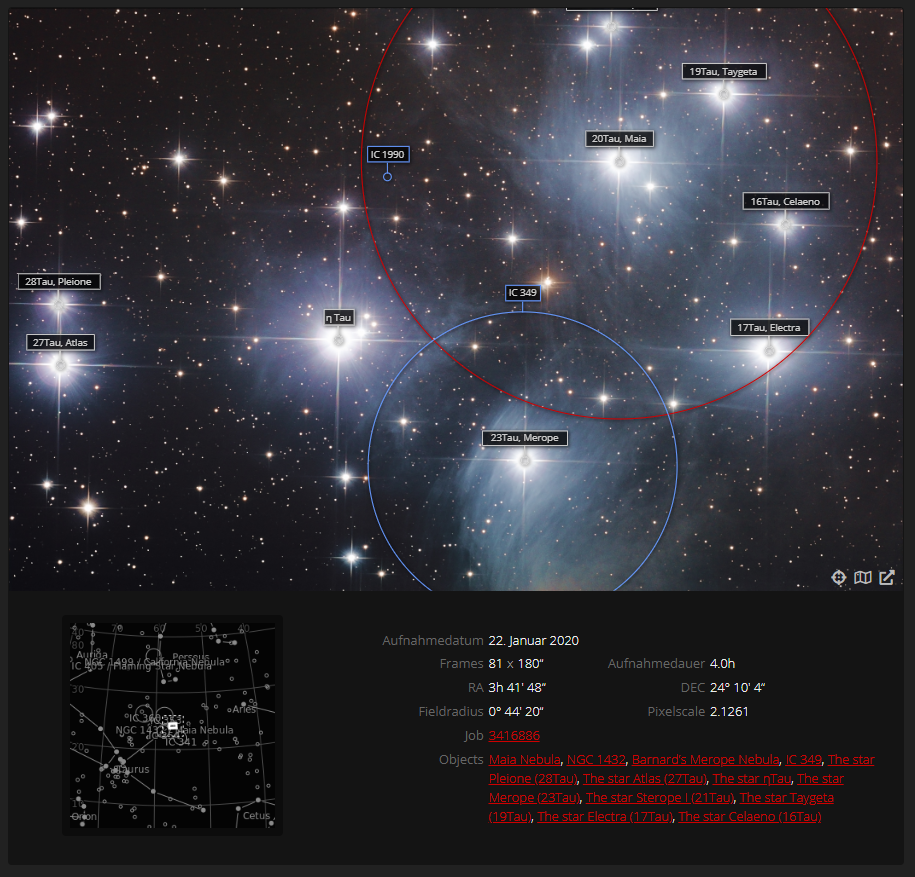 19Tau, Taygeta
20Tau, Maia
IC 1990
16Tau, Celaeno
28Tau, Pleione
IC 349
η Tau
17Tau, Electra
27Tau, Atlas
23Tau, Merope
Aufnahmedatum 22. Januar 2020
Frames 81 x 180“ Aufnahmedauer 4.0h
RA 3h 41' 48“ DEC 24° 10' 4“
Fieldradius 0° 44' 20“ Pixelscale 2.1261
Job 3416886
Objects Maia Nebula, NGC 1432, Barnard's Merope Nebula, IC 349, The star
Pleione (28Tau), The star Atlas (27Tau), The star ηTau, The star
Merope (23Tau), The star Sterope I (21Tau), The star Taygeta
(19Tau), The star Electra (17Tau), The star Celaeno (16Tau)
60 50 40
80
Auriga Perseus
NGC 1499 / California Nebula
IC 405 / Flaming Star Nebula
30
Aries
IC 360
Maia Nebula
IC 341
20
Taurus
Orion Cetus